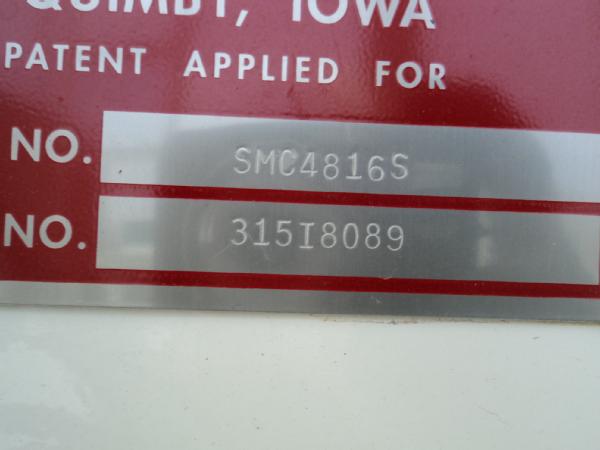 QUIMBY, IOWA
PATENT APPLIED FOR
NO. SMC4816S
NO. 315I8089